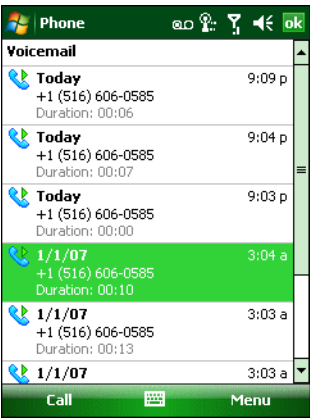 Phone
ok
Voicemail
Today 9:09 p
+1 (516) 606-0585
Duration: 00:06
Today 9:04 p
+1 (516) 606-0585
Duration: 00:07
Today 9:03 p
+1 (516) 606-0585
Duration: 00:00
1/1/07 3:04 a
+1 (516) 606-0585
Duration: 00:10
1/1/07 3:03 a
+1 (516) 606-0585
Duration: 00:13
1/1/07 3:03 a
Call Menu